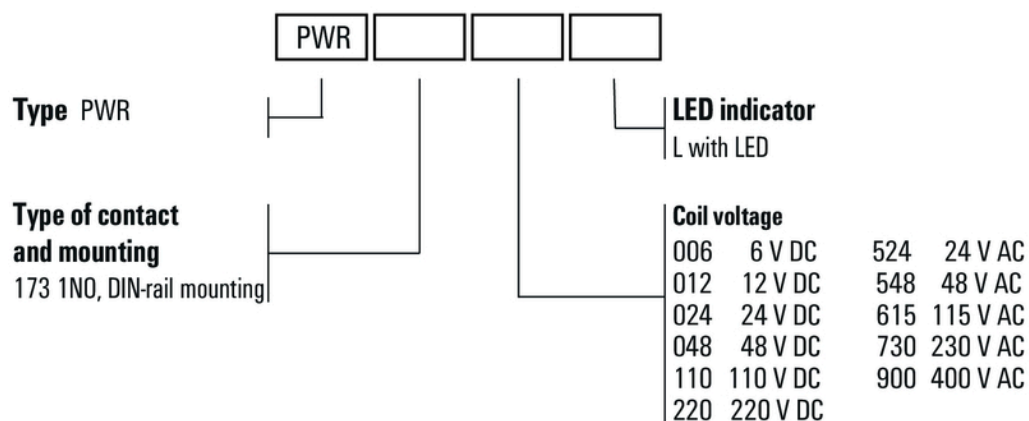 PWR
Type PWR
LED indicator
L with LED
Type of contact
and mounting
173 1NO, DIN-rail mounting
Coil voltage
006 6 V DC 524 24 V AC
012 12 V DC 548 48 V AC
024 24 V DC 615 115 V AC
048 48 V DC 730 230 V AC
110 110 V DC 900 400 V AC
220 220 V DC